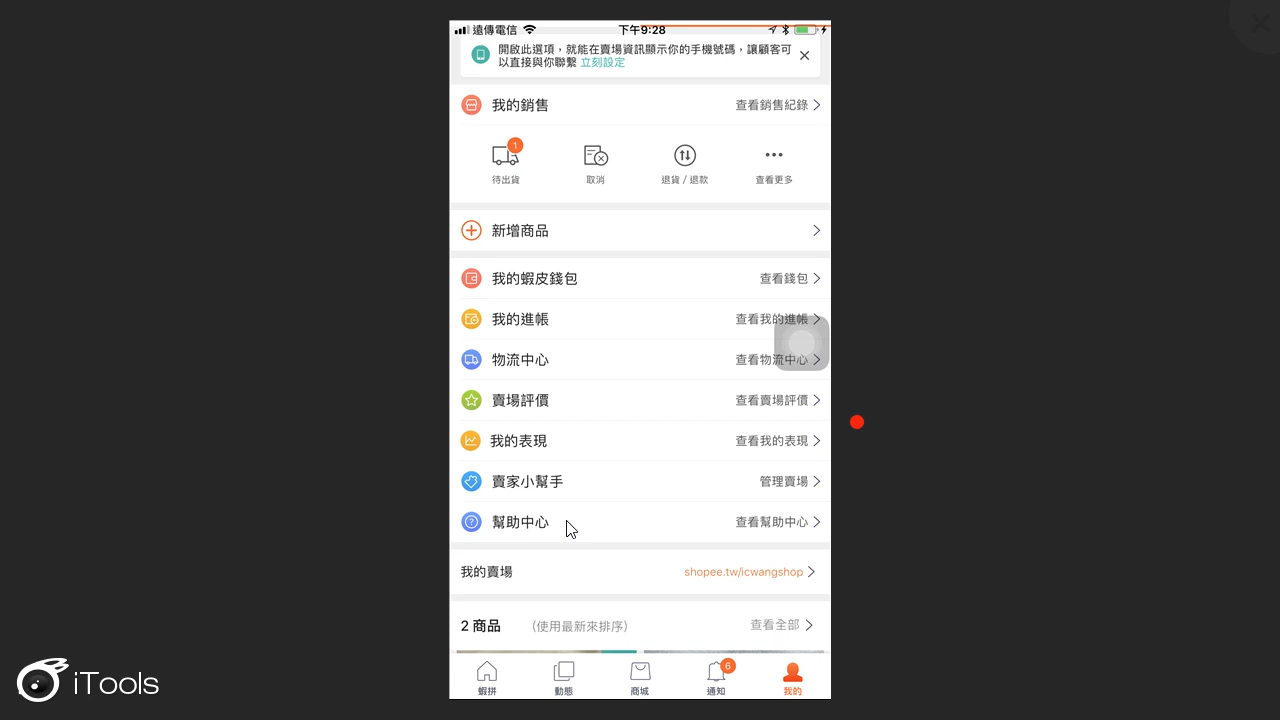 遠傳電信 下午9:28
開啟此選項，就能在賣場資訊顯示你的手機號碼，讓顧客可
以直接與你聯繫 立刻設定
我的銷售 查看銷售紀錄
1
待出貨 取消 退貨 / 退款 查看更多
新增商品
我的蝦皮錢包 查看錢包
我的進帳 查看我的進帳
物流中心 查看物流中心
賣場評價 查看賣場評價
我的表現 查看我的表現
賣家小幫手 管理賣場
幫助中心 查看幫助中心
我的賣場 shopee.tw/icwangshop
2 商品 （使用最新來排序） 查看全部
6
蝦拼 動態 商城 通知 我的
iTools